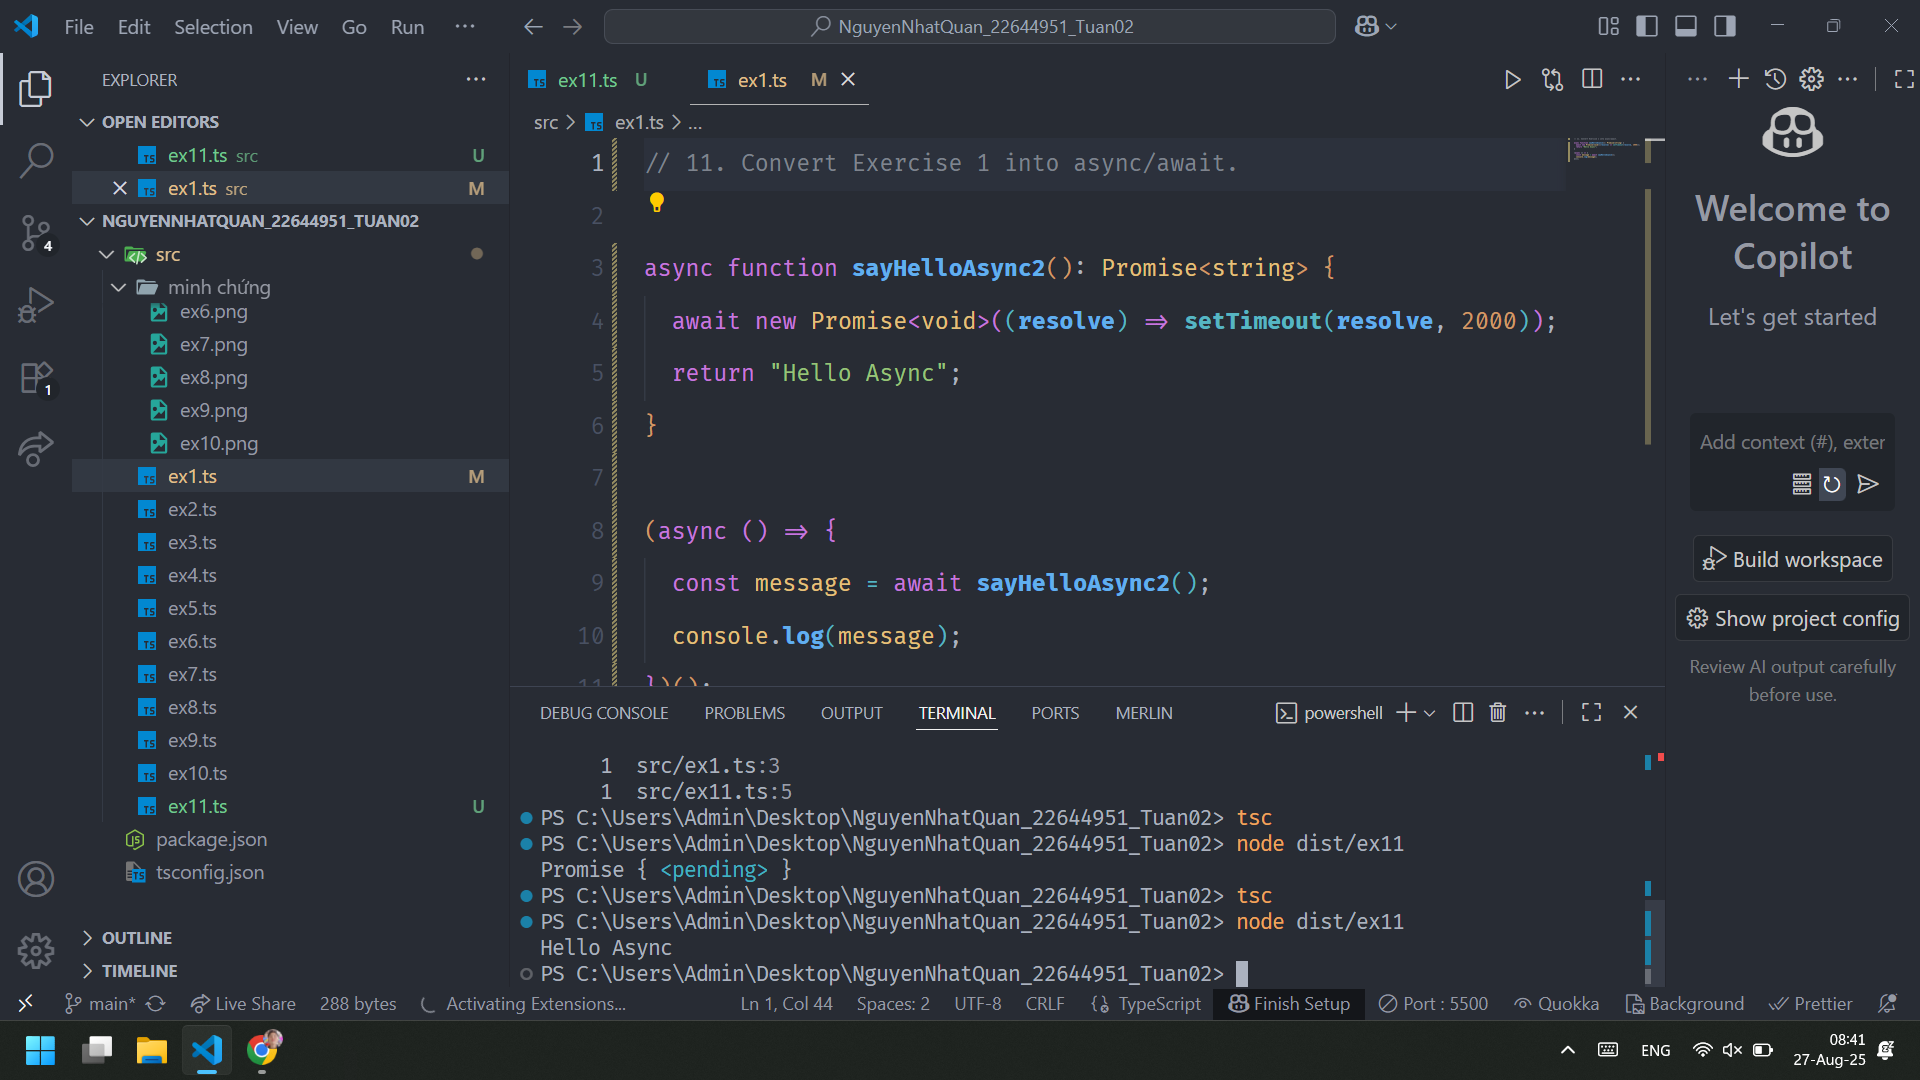 File Edit Selection View Go Run ··· NguyenNhatQuan_22644951_Tuan02
EXPLORER
OPEN EDITORS
ex11.ts src U
ex1.ts src M
NGUYENNHATQUAN_22644951_TUAN02
src
minh chứng
ex6.png
ex7.png
ex8.png
ex9.png
ex10.png
ex1.ts M
ex2.ts
ex3.ts
ex4.ts
ex5.ts
ex6.ts
ex7.ts
ex8.ts
ex9.ts
ex10.ts
ex11.ts U
package.json
tsconfig.json
OUTLINE
TIMELINE
4
1
ex11.ts U ex1.ts M
src > ex1.ts > ...
1 // 11. Convert Exercise 1 into async/await.
2
3 async function sayHelloAsync2(): Promise<string> {
4 await new Promise<void>((resolve) => setTimeout(resolve, 2000));
5 return "Hello Async";
6 }
7
8 (async () => {
9 const message = await sayHelloAsync2();
10 console.log(message);
11 })();
DEBUG CONSOLE PROBLEMS OUTPUT TERMINAL PORTS MERLIN powershell
1 src/ex1.ts:3
1 src/ex11.ts:5
PS C:\Users\Admin\Desktop\NguyenNhatQuan_22644951_Tuan02> tsc
PS C:\Users\Admin\Desktop\NguyenNhatQuan_22644951_Tuan02> node dist/ex11
Promise { <pending> }
PS C:\Users\Admin\Desktop\NguyenNhatQuan_22644951_Tuan02> tsc
PS C:\Users\Admin\Desktop\NguyenNhatQuan_22644951_Tuan02> node dist/ex11
Hello Async
PS C:\Users\Admin\Desktop\NguyenNhatQuan_22644951_Tuan02>
Welcome to
Copilot
Let's get started
Add context (#), exter
Build workspace
Show project config
Review AI output carefully
before use.
main* Live Share 288 bytes Activating Extensions... Ln 1, Col 44 Spaces: 2 UTF-8 CRLF {} TypeScript Finish Setup Port : 5500 Quokka Background Prettier
ENG 08:41
27-Aug-25